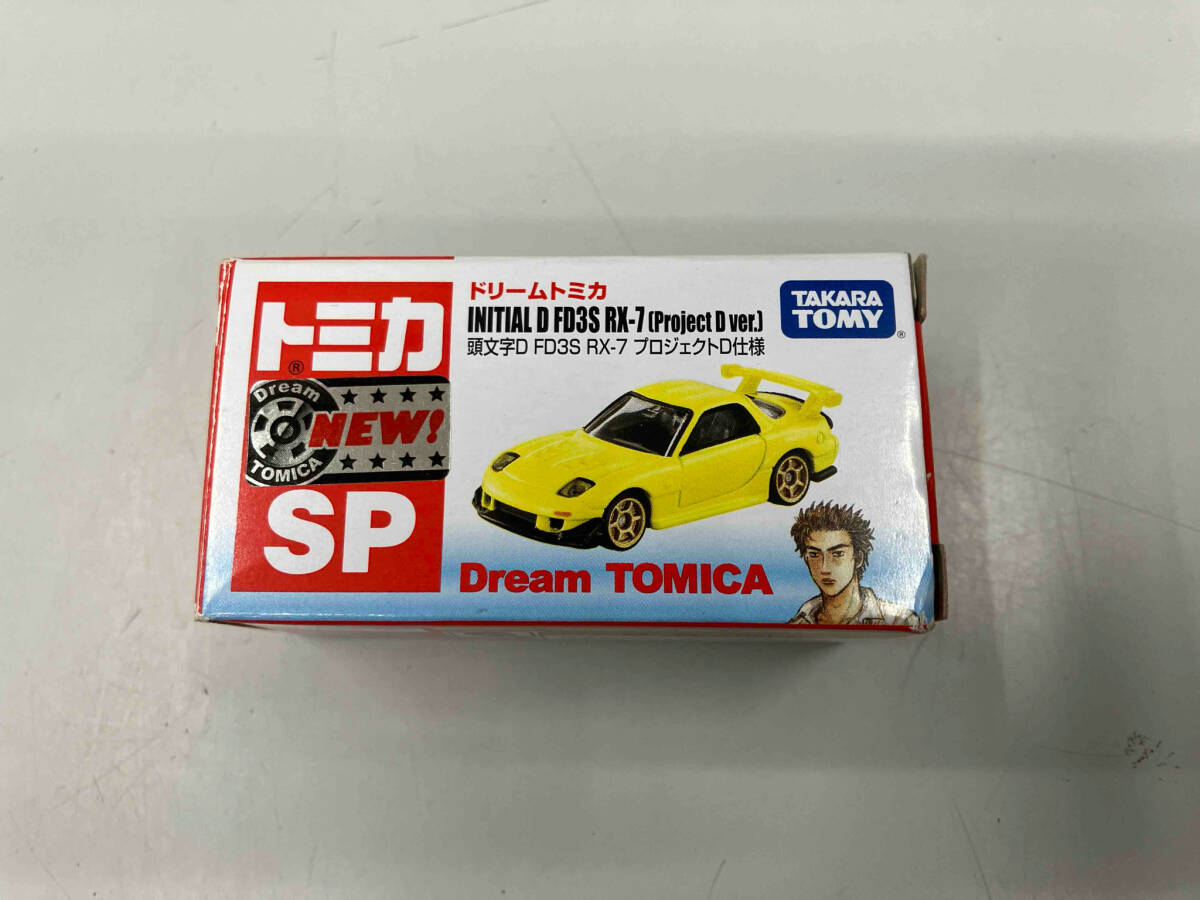 トミカ
®
Dream
NEW!
TOMICA
SP
ドリームトミカ
INITIAL D FD3S RX-7 (Project D ver.)
頭文字D FD3S RX-7 プロジェクトD仕様
TAKARA
TOMY
®
Dream TOMICA